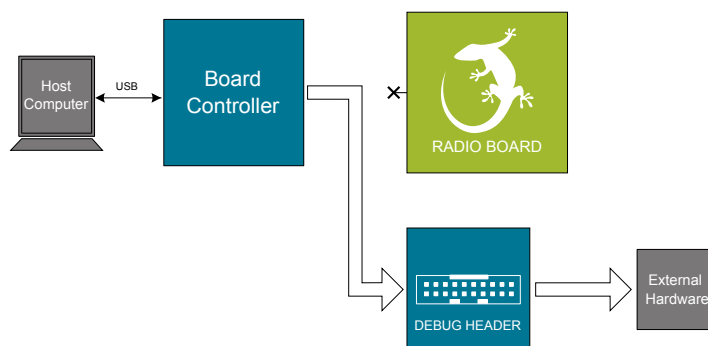 Host
Computer
USB
Board
Controller
RADIO BOARD
DEBUG HEADER
External
Hardware